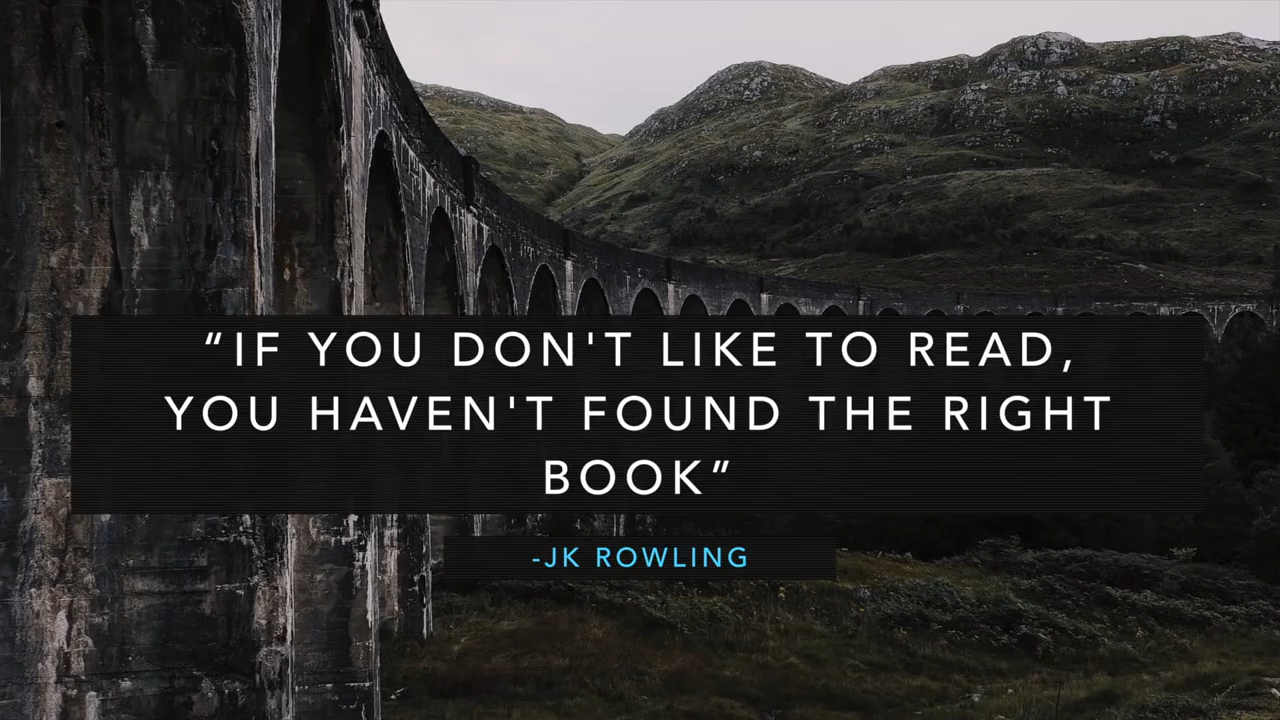 “IF YOU DON'T LIKE TO READ,
YOU HAVEN'T FOUND THE RIGHT
BOOK”
-JK ROWLING